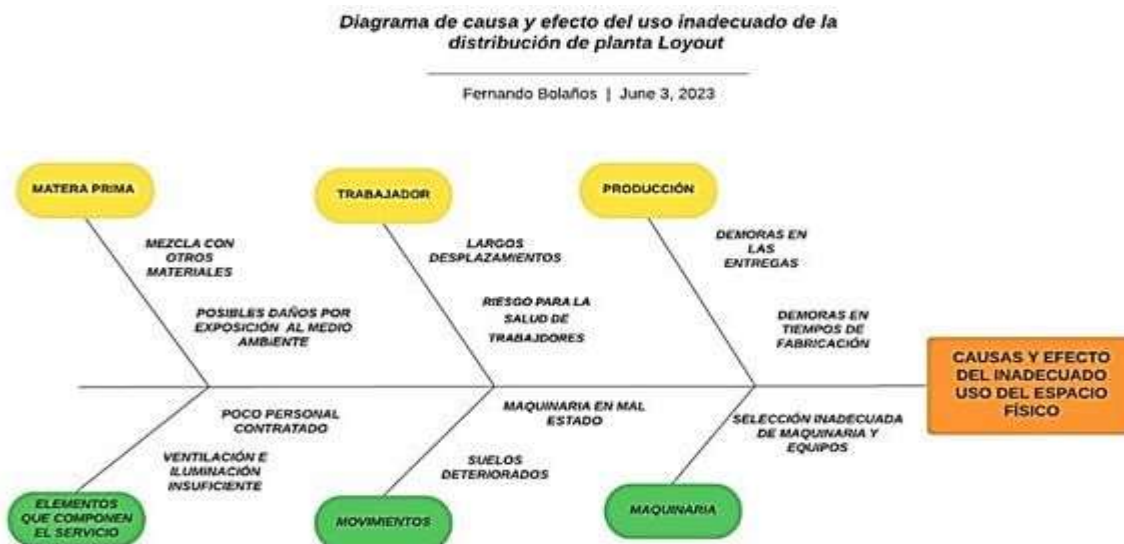 Diagrama de causa y efecto del uso inadecuado de la
distribución de planta Loyout
Fernando Bolaños | June 3, 2023
MATERA PRIMA
TRABAJADOR
PRODUCCIÓN
MEZCLA CON
OTROS
MATERIALES
POSIBLES DAÑOS POR
EXPOSICIÓN AL MEDIO
AMBIENTE
LARGOS
DESPLAZAMIENTOS
RIESGO PARA LA
SALUD DE
TRABAJDORES
DEMORAS EN
LAS
ENTREGAS
DEMORAS EN
TIEMPOS DE
FABRICACIÓN
CAUSAS Y EFECTO
DEL INADECUADO
USO DEL ESPACIO
FÍSICO
POCO PERSONAL
CONTRATADO
VENTILACIÓN E
ILUMINACIÓN
INSUFICIENTE
MAQUINARIA EN MAL
ESTADO
SUELOS
DETERIORADOS
SELECCIÓN INADECUADA
DE MAQUINARIA Y
EQUIPOS
ELEMENTOS
QUE COMPONEN
EL SERVICIO
MOVIMIENTOS
MAQUINARIA